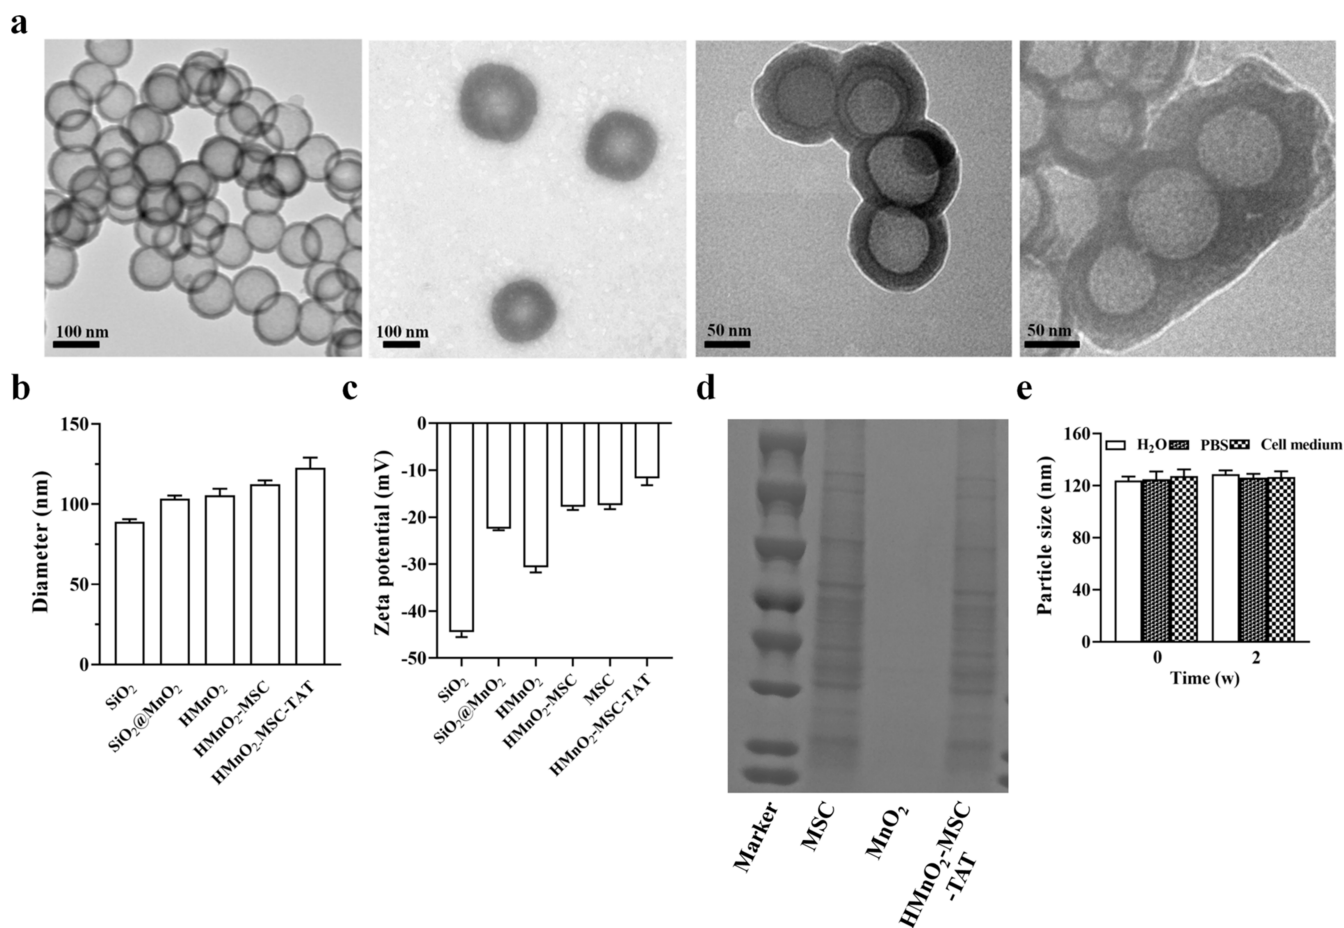 a
100 nm
100 nm
50 nm
50 nm
b
150
100
50
0
Diameter (nm)
SiO₂
SiO₂@MnO₂
HMnO₂
HMnO₂-MSC
HMnO₂-MSC-TAT
c
0
-10
-20
-30
-40
-50
Zeta potential (mV)
SiO₂
SiO₂@MnO₂
HMnO₂
HMnO₂-MSC
MSC
HMnO₂-MSC-TAT
d
Marker
MSC
MnO₂
HMnO₂-MSC
-TAT
e
160
120
80
40
0
Particle size (nm)
H₂O PBS Cell medium
0 2
Time (w)